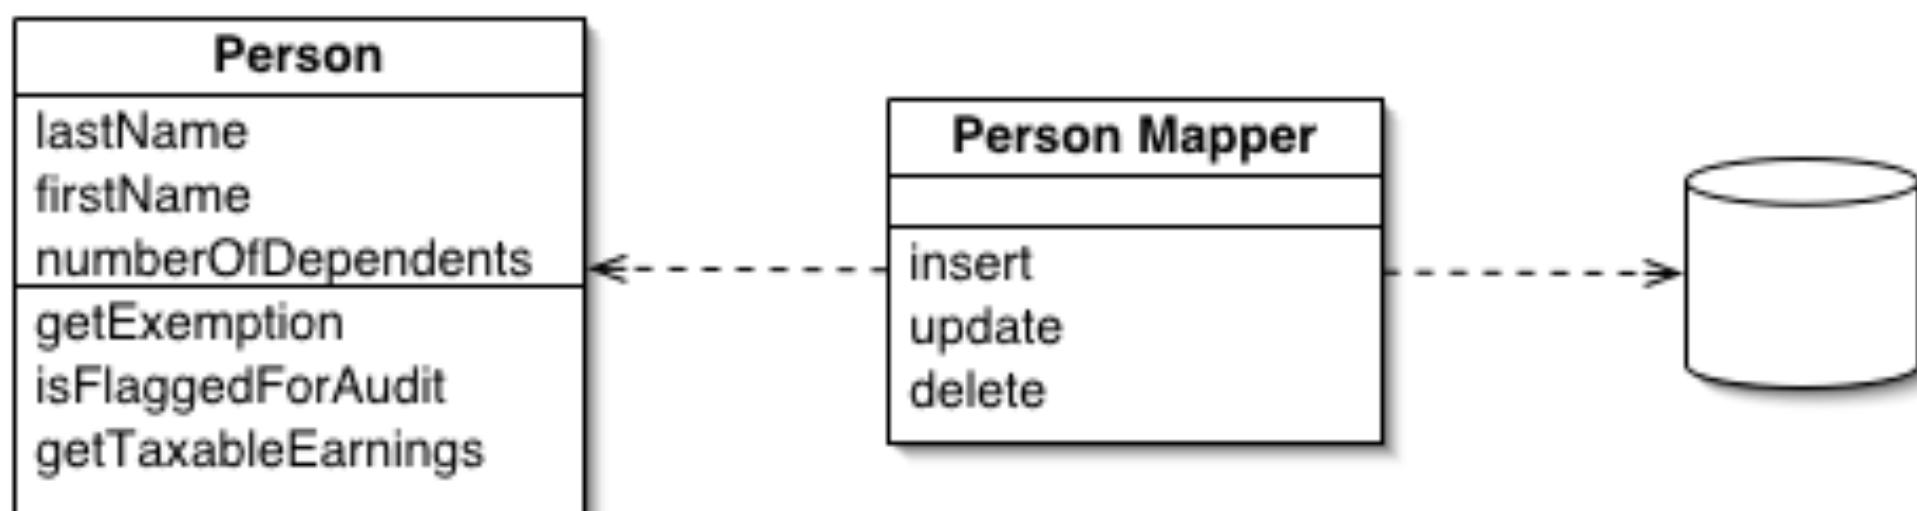 Person
lastName
firstName
numberOfDependents
getExemption
isFlaggedForAudit
getTaxableEarnings
Person Mapper
insert
update
delete